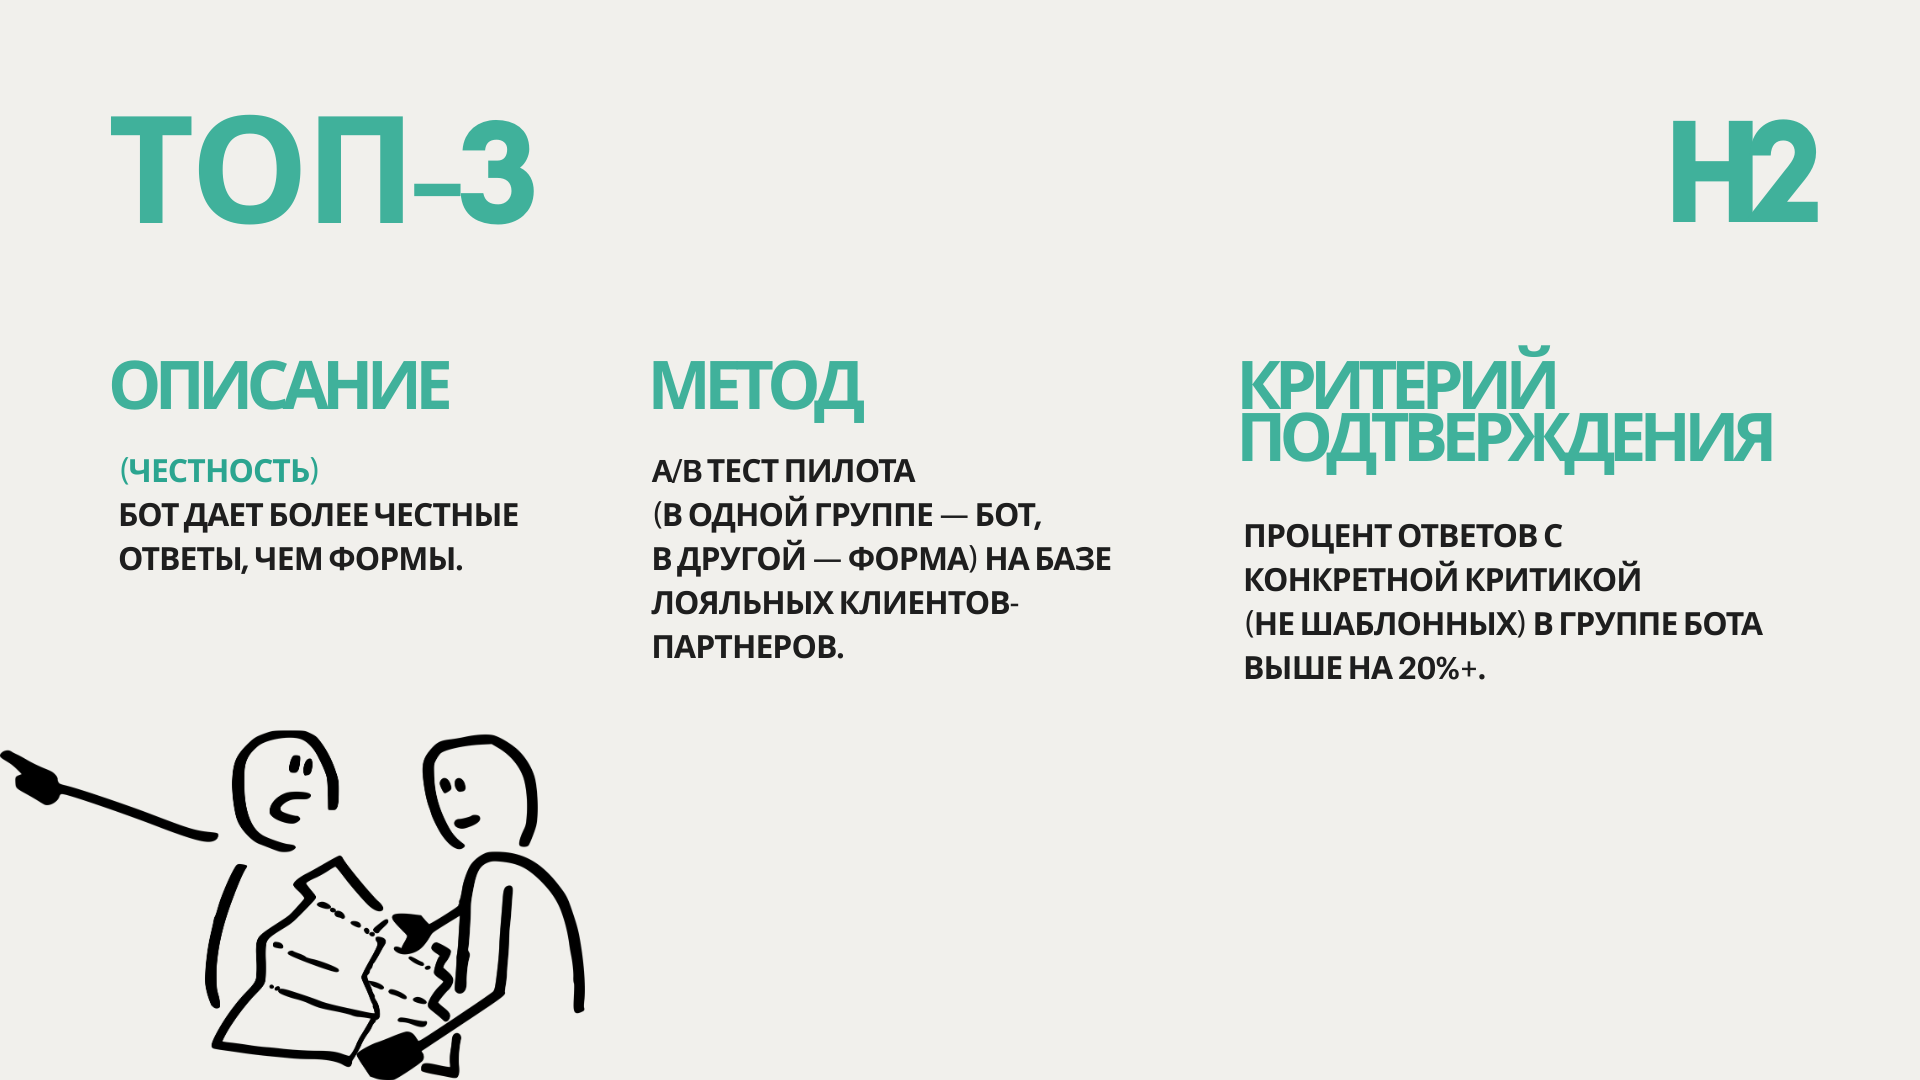 ТОП-3
H2
ОПИСАНИЕ
(ЧЕСТНОСТЬ)
БОТ ДАЕТ БОЛЕЕ ЧЕСТНЫЕ
ОТВЕТЫ, ЧЕМ ФОРМЫ.
МЕТОД
A/B ТЕСТ ПИЛОТА
(В ОДНОЙ ГРУППЕ — БОТ,
В ДРУГОЙ — ФОРМА) НА БАЗЕ
ЛОЯЛЬНЫХ КЛИЕНТОВ-
ПАРТНЕРОВ.
КРИТЕРИЙ
ПОДТВЕРЖДЕНИЯ
ПРОЦЕНТ ОТВЕТОВ С
КОНКРЕТНОЙ КРИТИКОЙ
(НЕ ШАБЛОННЫХ) В ГРУППЕ БОТА
ВЫШЕ НА 20%+.